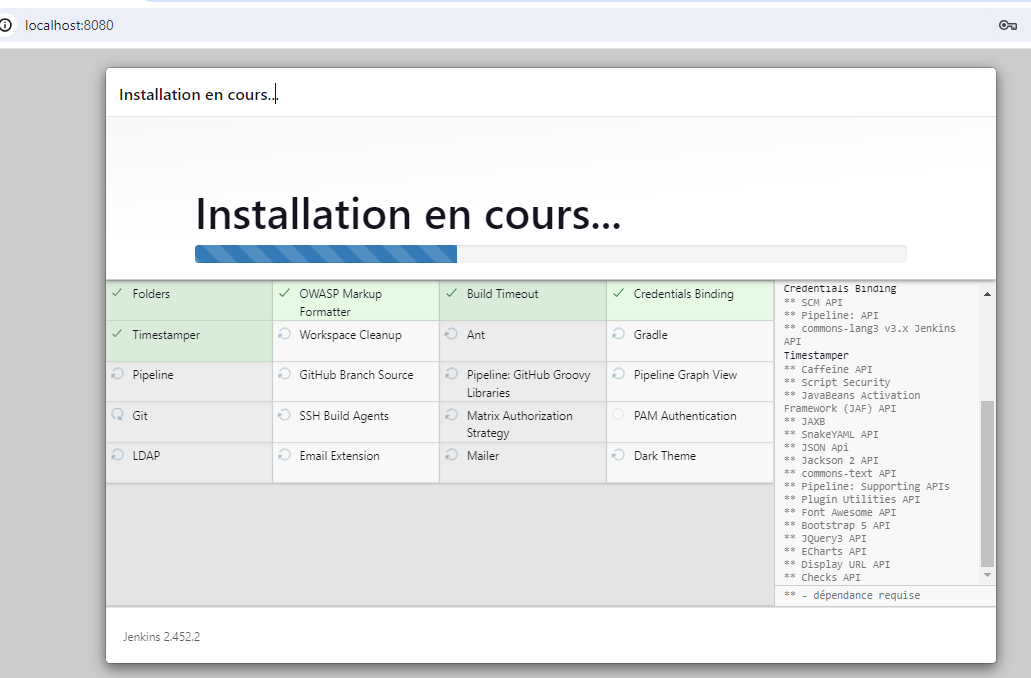 localhost:8080
Installation en cours...
Installation en cours...
Folders
OWASP Markup
Formatter
Build Timeout
Credentials Binding
Timestamper
Workspace Cleanup
Ant
Gradle
Pipeline
GitHub Branch Source
Pipeline: GitHub Groovy
Libraries
Pipeline Graph View
Git
SSH Build Agents
Matrix Authorization
Strategy
PAM Authentication
LDAP
Email Extension
Mailer
Dark Theme
Credentials Binding
** SCM API
** Pipeline: API
** commons-lang3 v3.x Jenkins
API
Timestamper
** Caffeine API
** Script Security
** JavaBeans Activation
Framework (JAF) API
** JAXB
** SnakeYAML API
** JSON Api
** Jackson 2 API
** commons-text API
** Pipeline: Supporting APIs
** Plugin Utilities API
** Font Awesome API
** Bootstrap 5 API
** JQuery3 API
** ECharts API
** Display URL API
** Checks API
** - dépendance requise
Jenkins 2.452.2